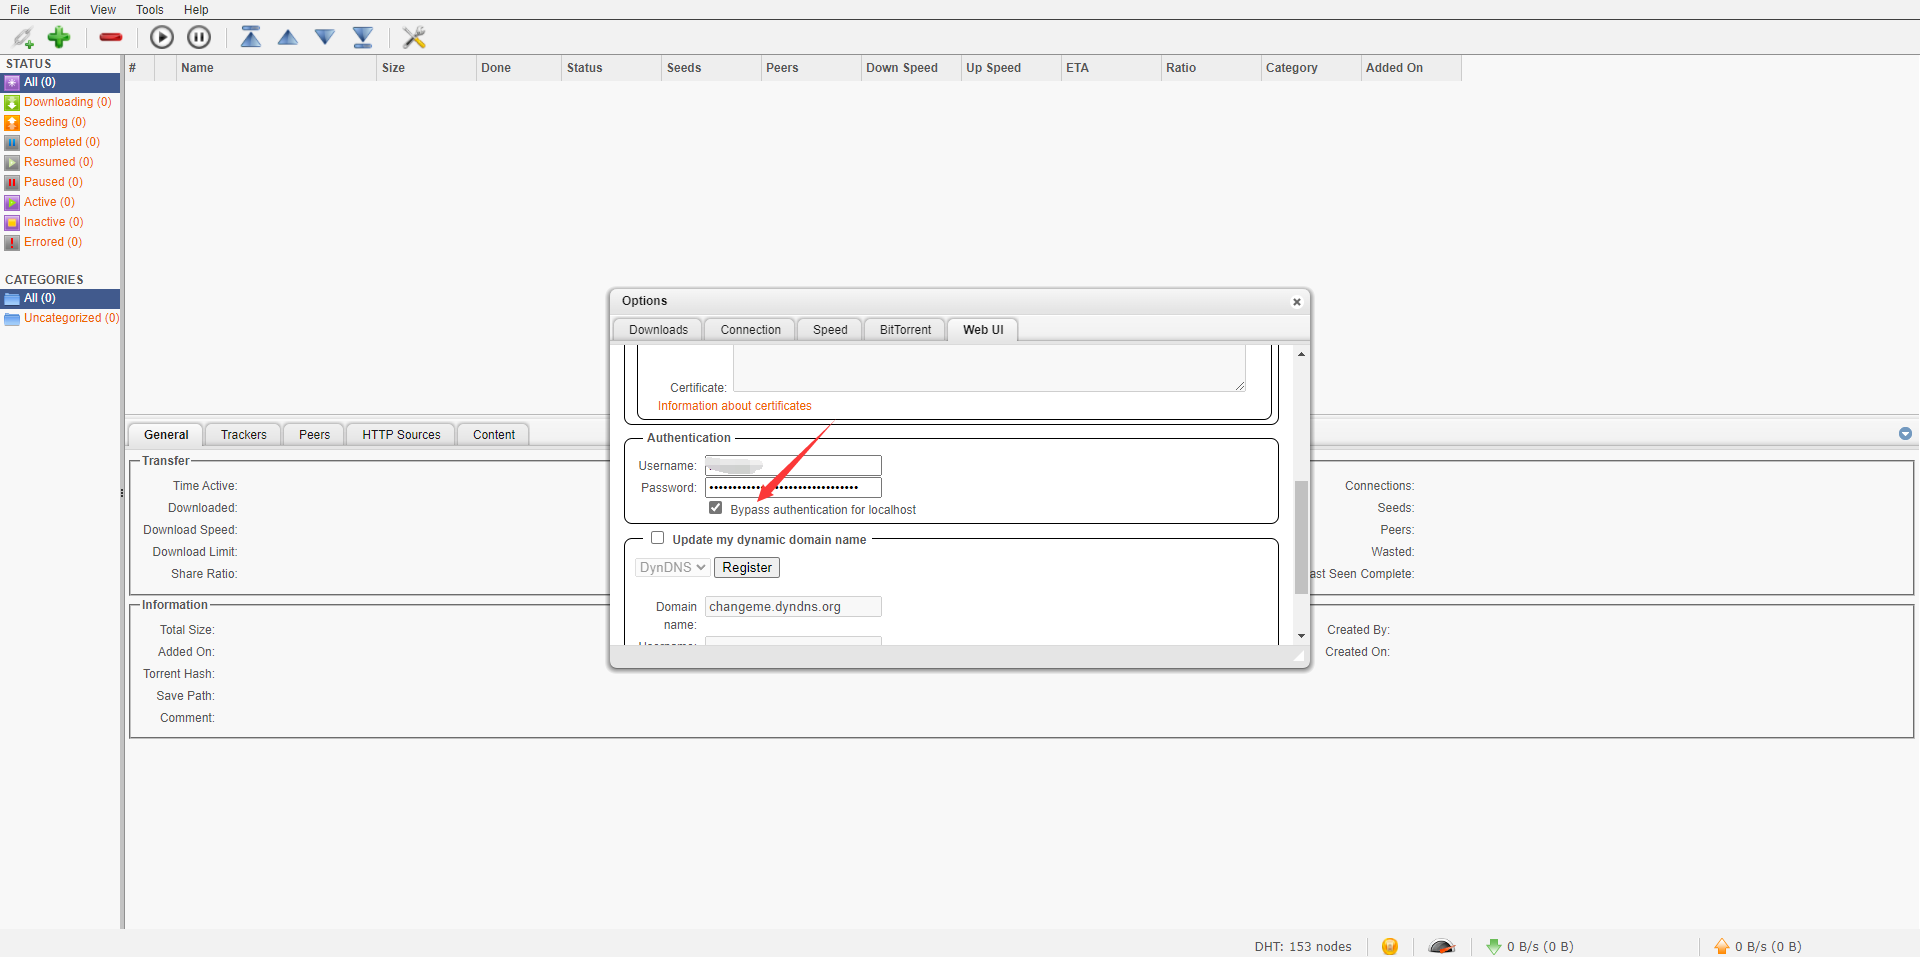 File Edit View Tools Help
STATUS
All (0)
Downloading (0)
Seeding (0)
Completed (0)
Resumed (0)
Paused (0)
Active (0)
Inactive (0)
Errored (0)
CATEGORIES
All (0)
Uncategorized (0)
# Name Size Done Status Seeds Peers Down Speed Up Speed ETA Ratio Category Added On
Options
Downloads Connection Speed BitTorrent Web UI
Certificate:
Information about certificates
Authentication
Username:
Password: ••••••••••••••••••••••••••••••••
Bypass authentication for localhost
Update my dynamic domain name
DynDNS Register
Domain name: changeme.dyndns.org
General Trackers Peers HTTP Sources Content
Transfer
Time Active:
Downloaded:
Download Speed:
Download Limit:
Share Ratio:
Connections:
Seeds:
Peers:
Wasted:
ast Seen Complete:
Information
Total Size:
Added On:
Torrent Hash:
Save Path:
Comment:
Created By:
Created On:
DHT: 153 nodes 0 B/s (0 B) 0 B/s (0 B)